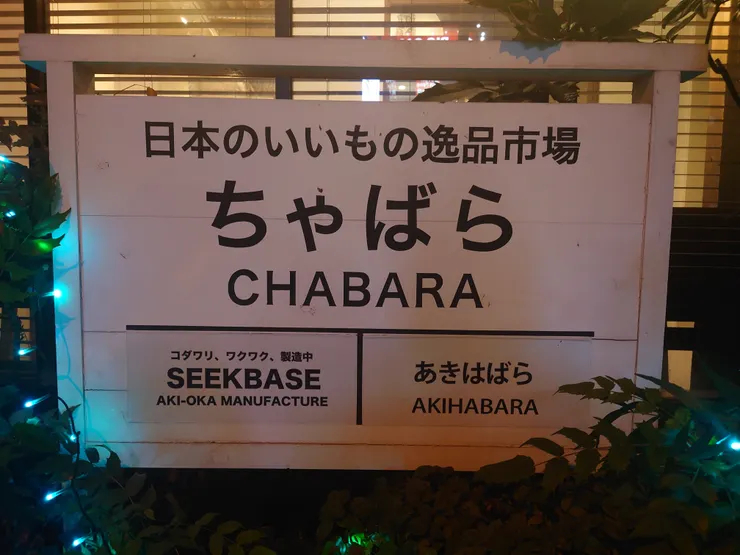 日本のいいもの逸品市場
ちゃばら
CHABARA
コダワリ、ワクワク、製造中
SEEKBASE
AKI-OKA MANUFACTURE
あきはばら
AKIHABARA